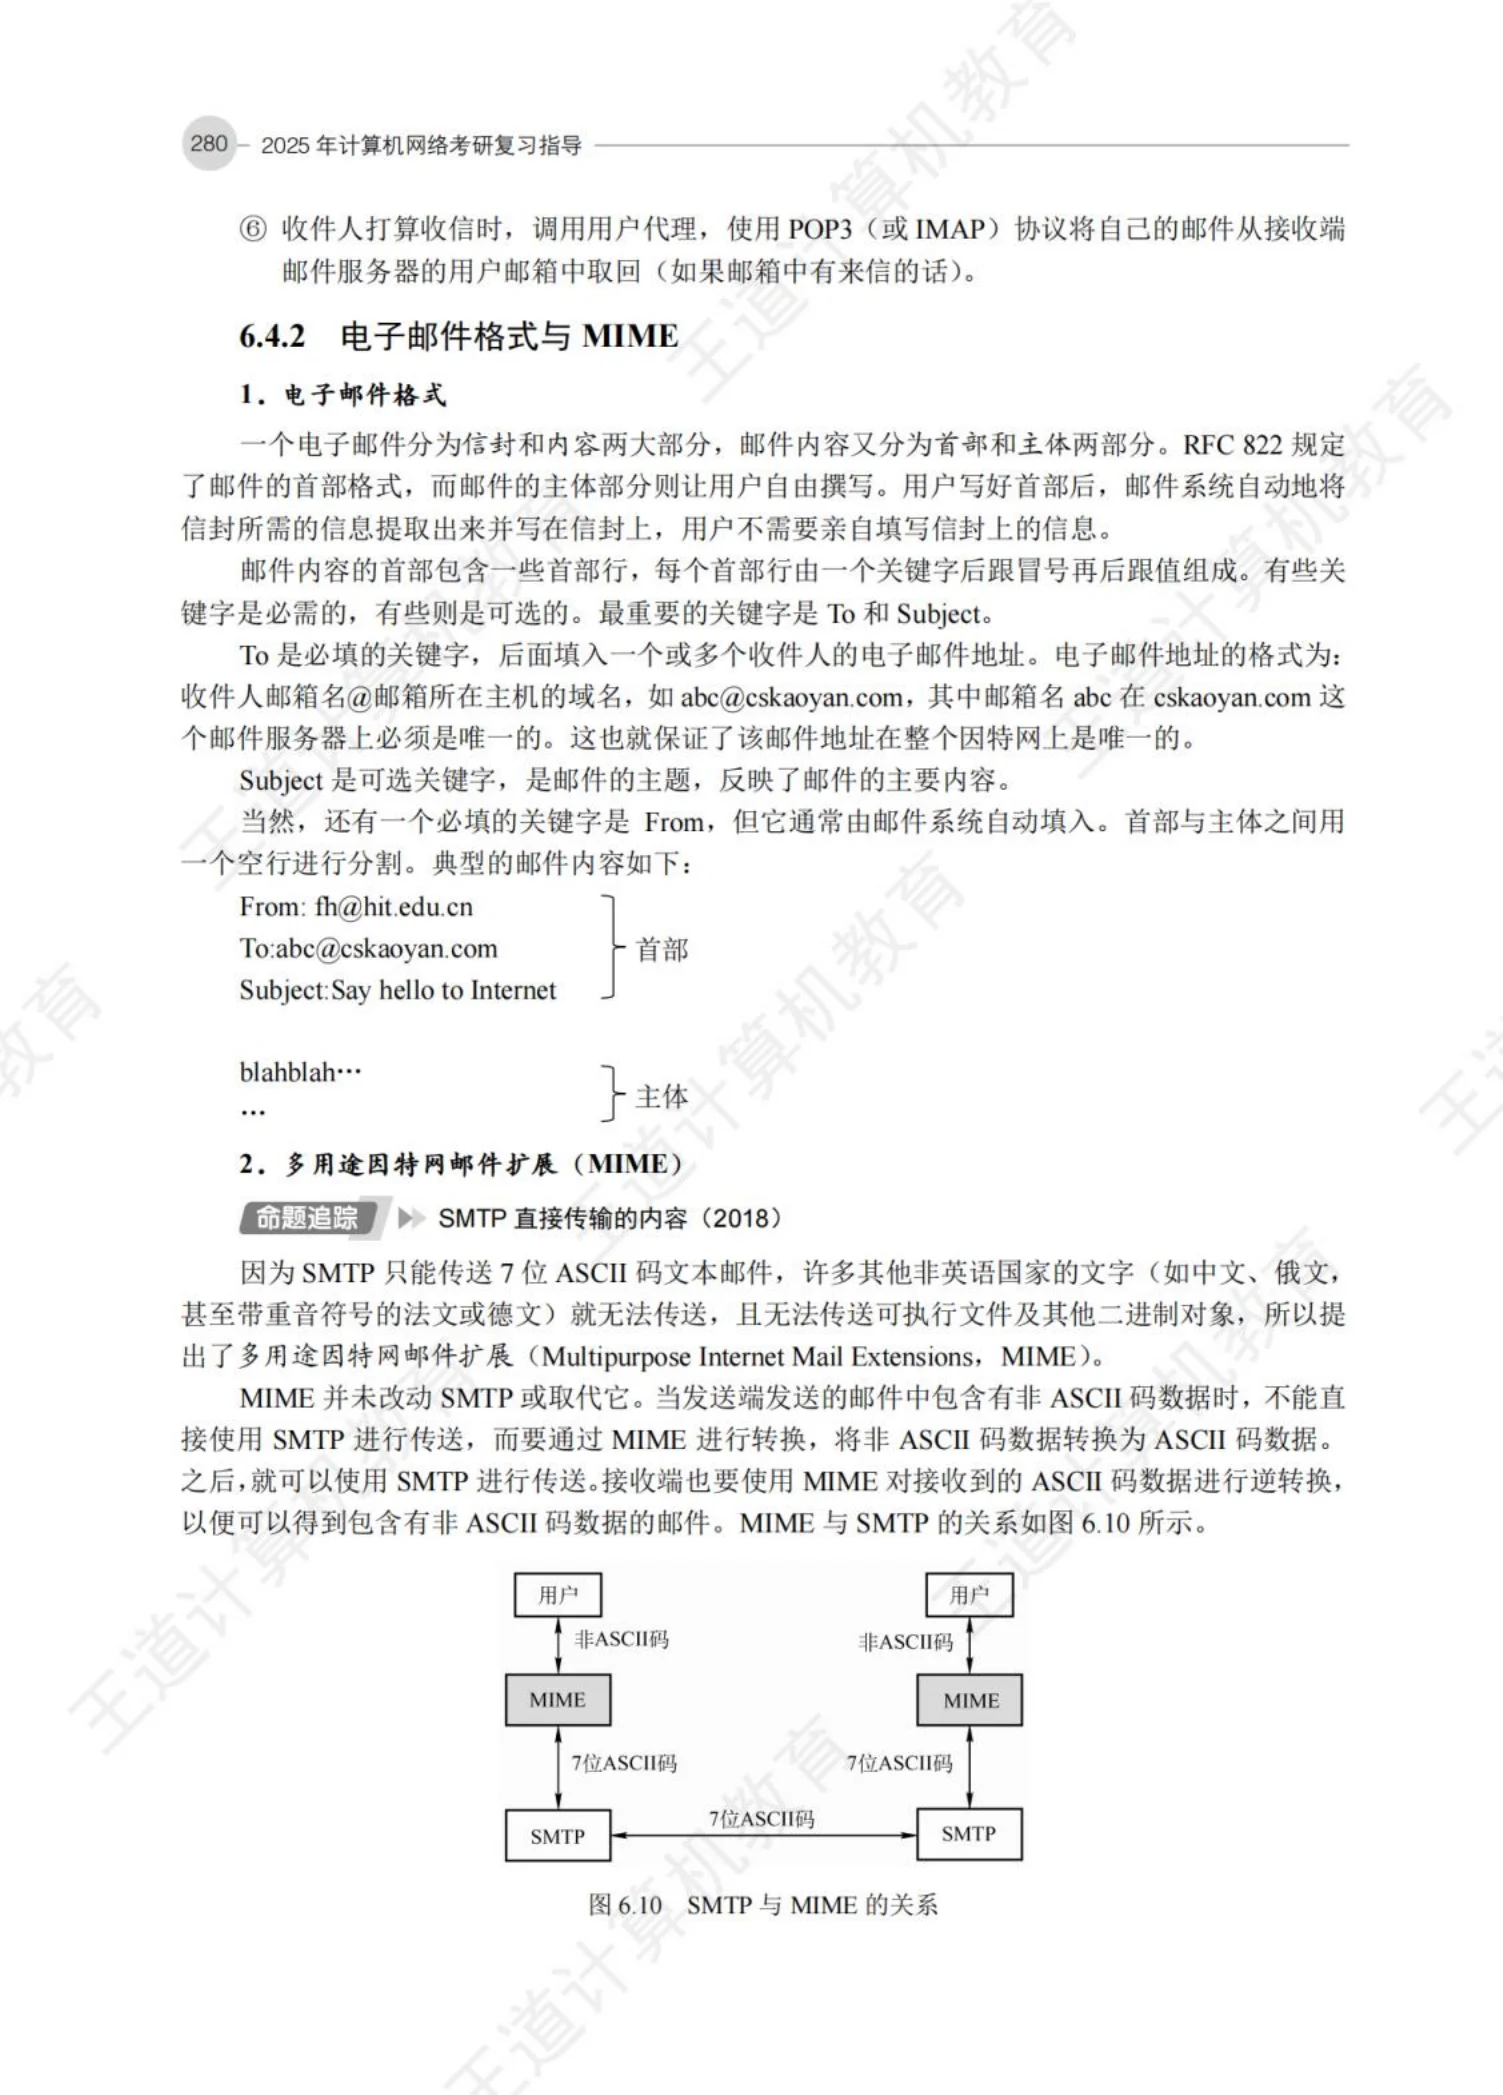 280 2025 年计算机网络考研复习指导
⑥ 收件人打算收信时，调用用户代理，使用 POP3（或 IMAP）协议将自己的邮件从接收端
邮件服务器的用户邮箱中取回（如果邮箱中有来信的话）。
6.4.2 电子邮件格式与 MIME
1．电子邮件格式
一个电子邮件分为信封和内容两大部分，邮件内容又分为首部和主体两部分。RFC 822 规定
了邮件的首部格式，而邮件的主体部分则让用户自由撰写。用户写好首部后，邮件系统自动地将
信封所需的信息提取出来并写在信封上，用户不需要亲自填写信封上的信息。
邮件内容的首部包含一些首部行，每个首部行由一个关键字后跟冒号再后跟值组成。有些关
键字是必需的，有些则是可选的。最重要的关键字是 To 和 Subject。
To 是必填的关键字，后面填入一个或多个收件人的电子邮件地址。电子邮件地址的格式为：
收件人邮箱名@邮箱所在主机的域名，如 abc@cskaoyan.com，其中邮箱名 abc 在 cskaoyan.com 这
个邮件服务器上必须是唯一的。这也就保证了该邮件地址在整个因特网上是唯一的。
Subject 是可选关键字，是邮件的主题，反映了邮件的主要内容。
当然，还有一个必填的关键字是 From，但它通常由邮件系统自动填入。首部与主体之间用
一个空行进行分割。典型的邮件内容如下：
From: fh@hit.edu.cn
To:abc@cskaoyan.com
首部
Subject:Say hello to Internet
blahblah…
主体
…
2．多用途因特网邮件扩展（MIME）
命题追踪 SMTP 直接传输的内容（2018）
因为 SMTP 只能传送 7 位 ASCII 码文本邮件，许多其他非英语国家的文字（如中文、俄文，
甚至带重音符号的法文或德文）就无法传送，且无法传送可执行文件及其他二进制对象，所以提
出了多用途因特网邮件扩展（Multipurpose Internet Mail Extensions，MIME）。
MIME 并未改动 SMTP 或取代它。当发送端发送的邮件中包含有非 ASCII 码数据时，不能直
接使用 SMTP 进行传送，而要通过 MIME 进行转换，将非 ASCII 码数据转换为 ASCII 码数据。
之后，就可以使用 SMTP 进行传送。接收端也要使用 MIME 对接收到的 ASCII 码数据进行逆转换，
以便可以得到包含有非 ASCII 码数据的邮件。MIME 与 SMTP 的关系如图 6.10 所示。
用户 用户
非ASCII码 非ASCII码
MIME MIME
7位ASCII码 7位ASCII码
7位ASCII码
SMTP SMTP
图 6.10 SMTP 与 MIME 的关系
王道计算机教育